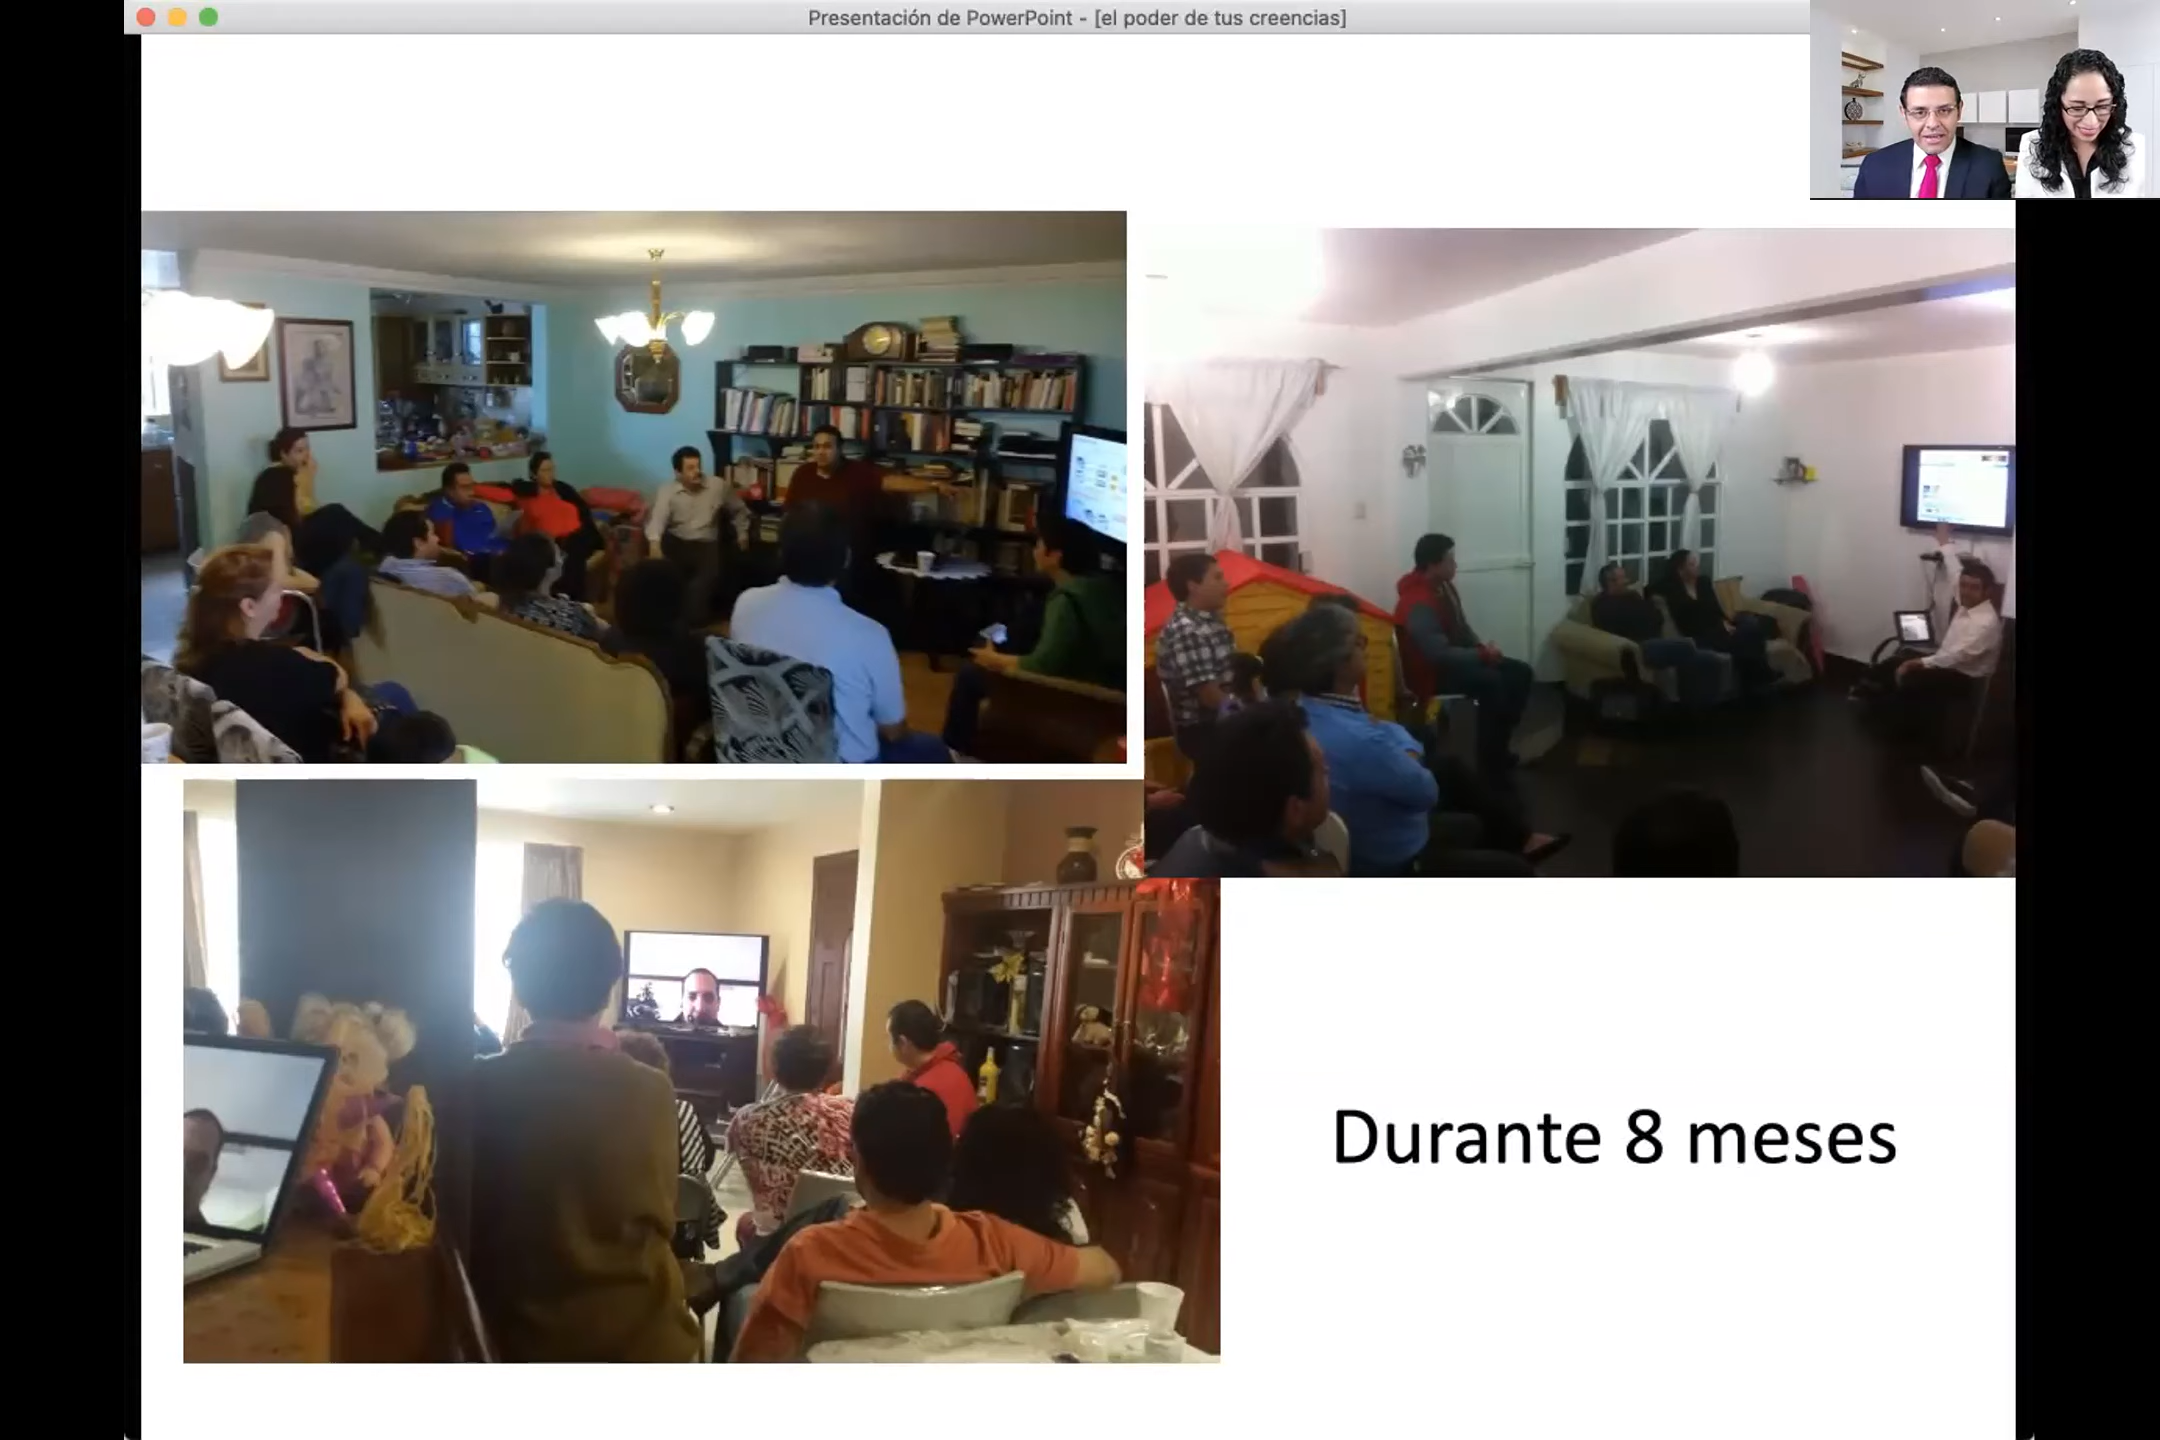 Presentación de PowerPoint - [el poder de tus creencias]
Durante 8 meses